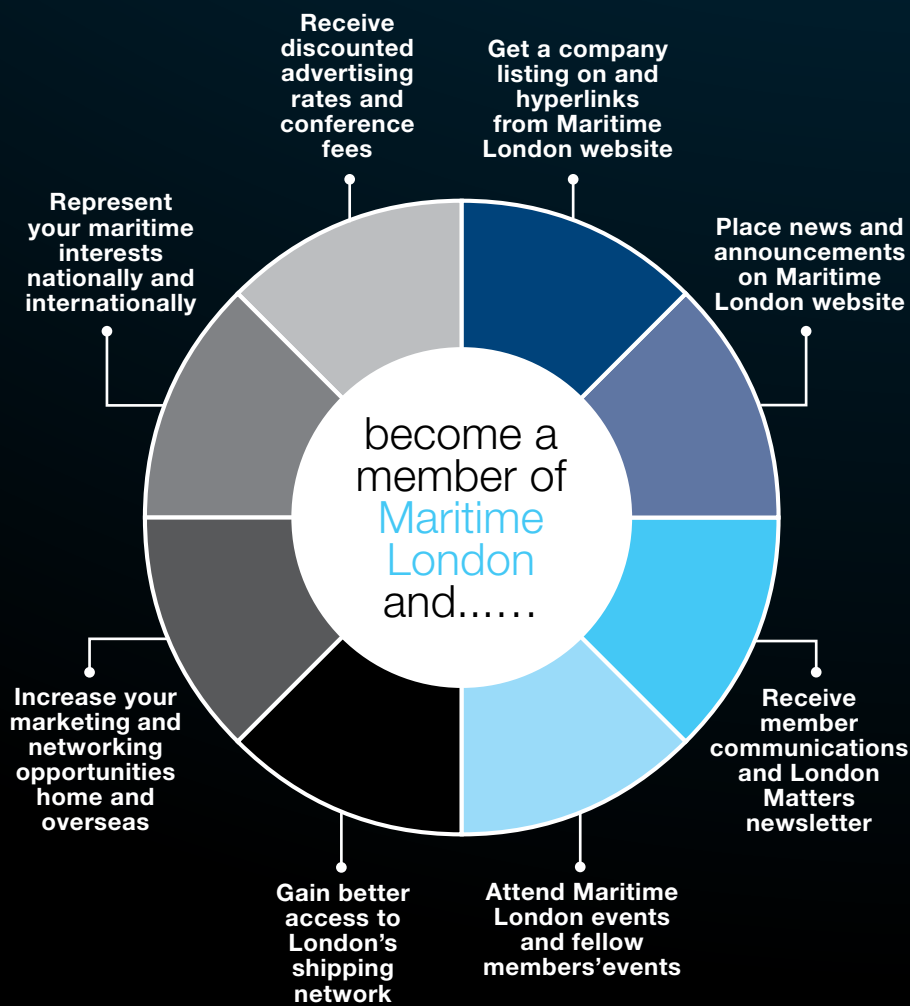 Receive
discounted
advertising
rates and
conference
fees
Get a company
listing on and
hyperlinks
from Maritime
London website
Place news and
announcements
on Maritime
London website
Receive
member
communications
and London
Matters
newsletter
Attend Maritime
London events
and fellow
members'events
Gain better
access to
London's
shipping
network
Increase your
marketing and
networking
opportunities
home and
overseas
Represent
your maritime
interests
nationally and
internationally
become a
member of
Maritime
London
and......